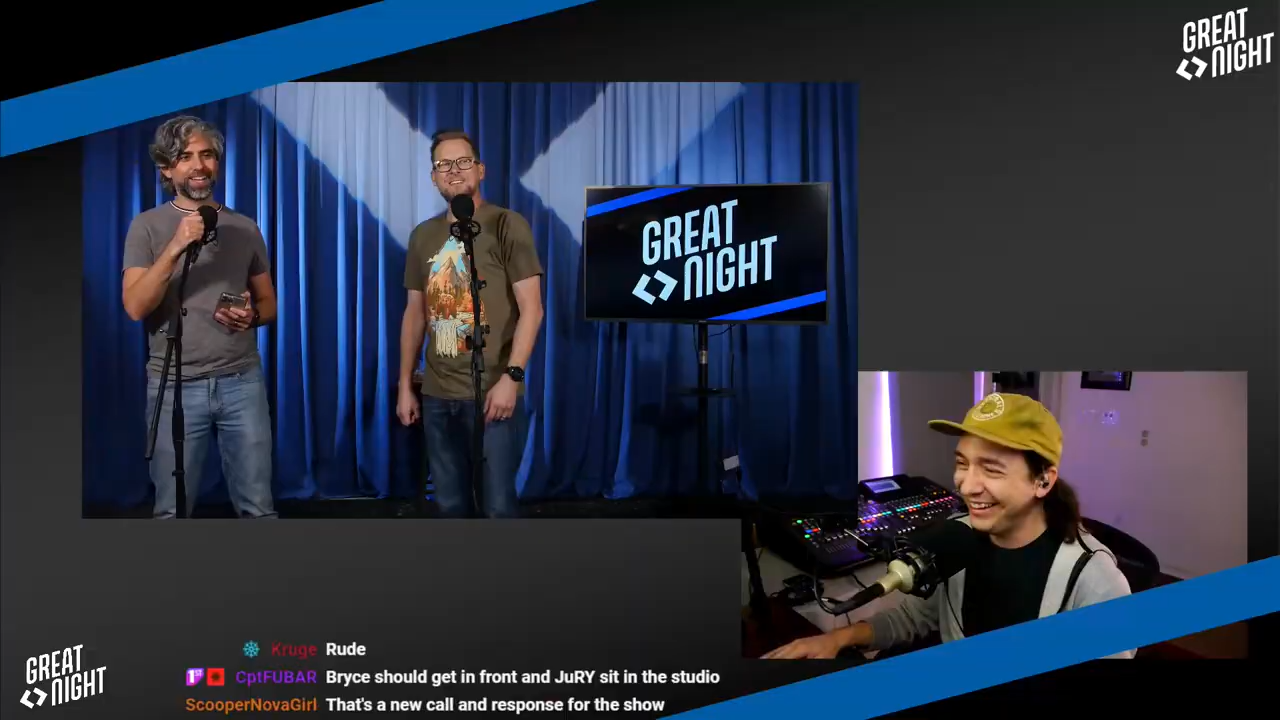 GREAT
NIGHT
GREAT
NIGHT
GREAT
NIGHT
Kruge Rude
CptFUBAR Bryce should get in front and JuRY sit in the studio
ScooperNovaGirl That's a new call and response for the show